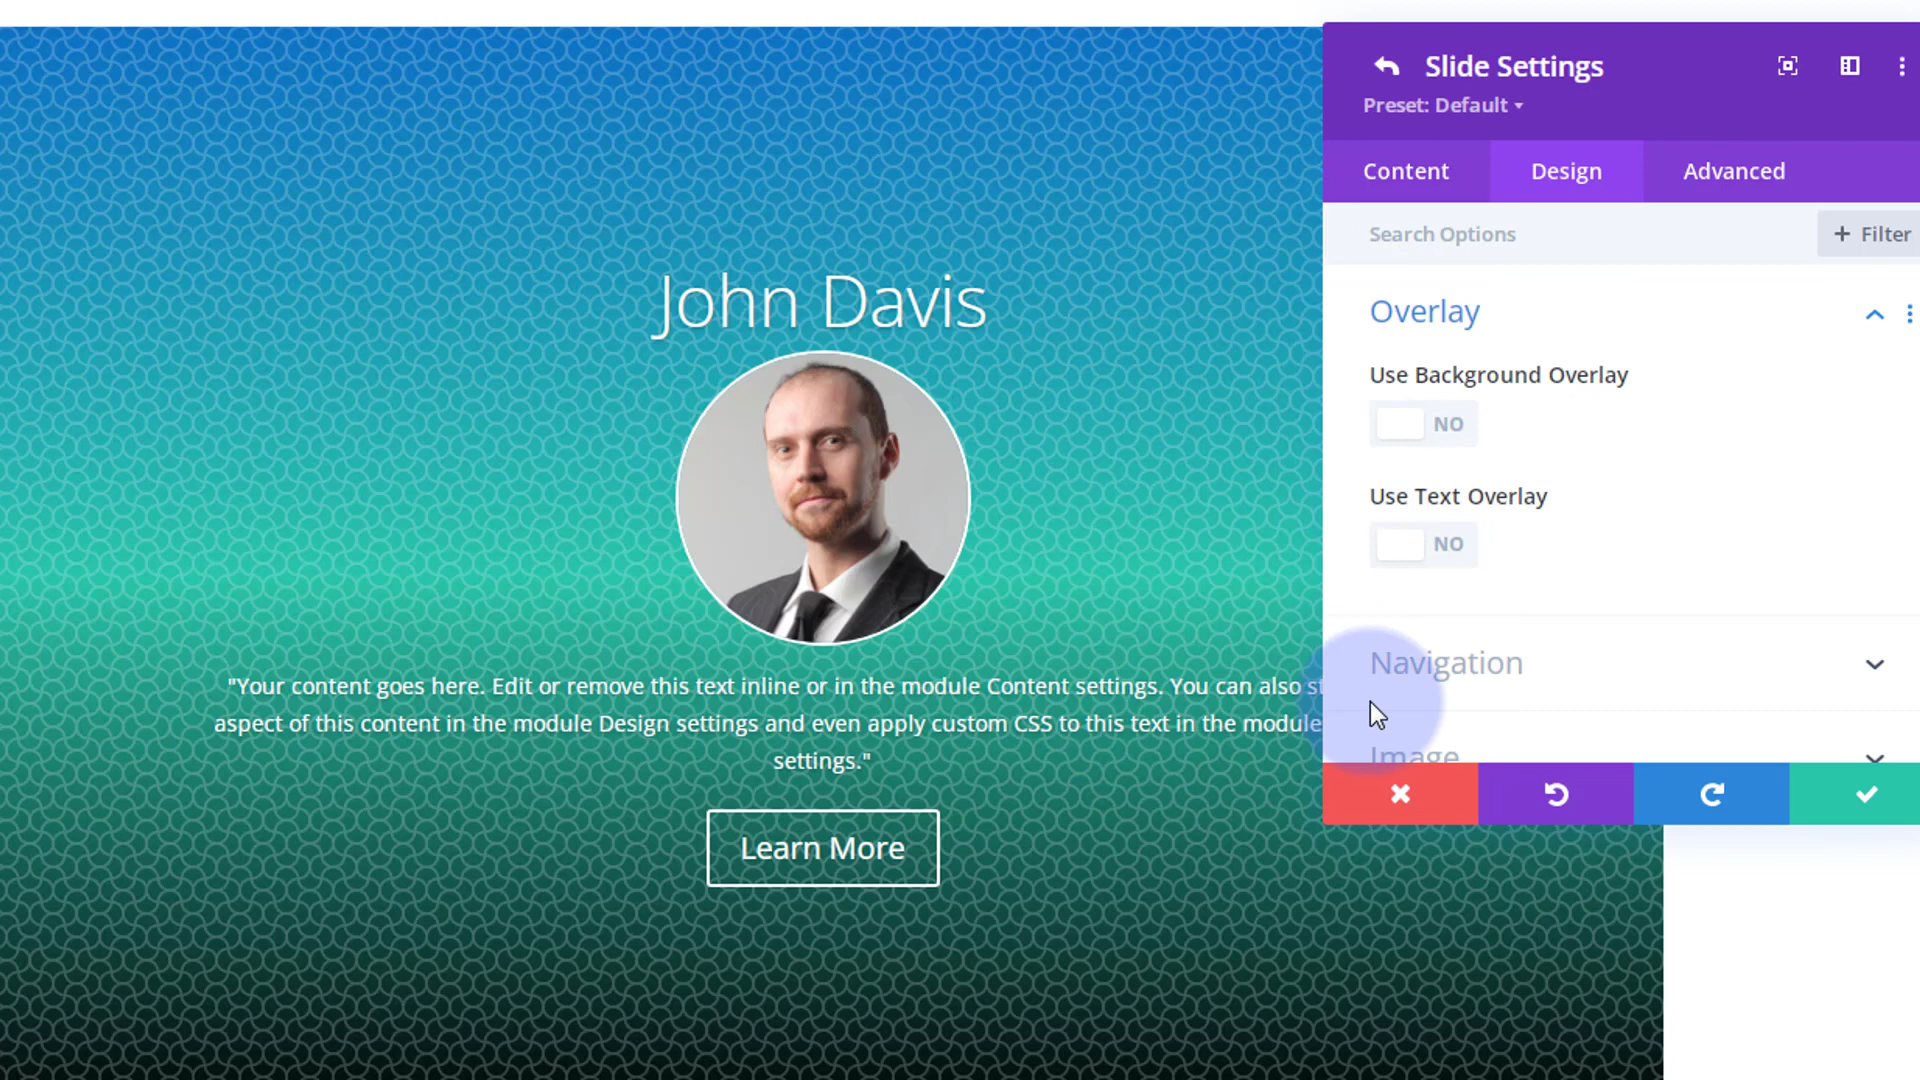 John Davis
"Your content goes here. Edit or remove this text inline or in the module Content settings. You can also
aspect of this content in the module Design settings and even apply custom CSS to this text in the module
settings."
Learn More
Slide Settings
Preset: Default
Content
Design
Advanced
Search Options
+ Filter
Overlay
Use Background Overlay
NO
Use Text Overlay
NO
Navigation
Image